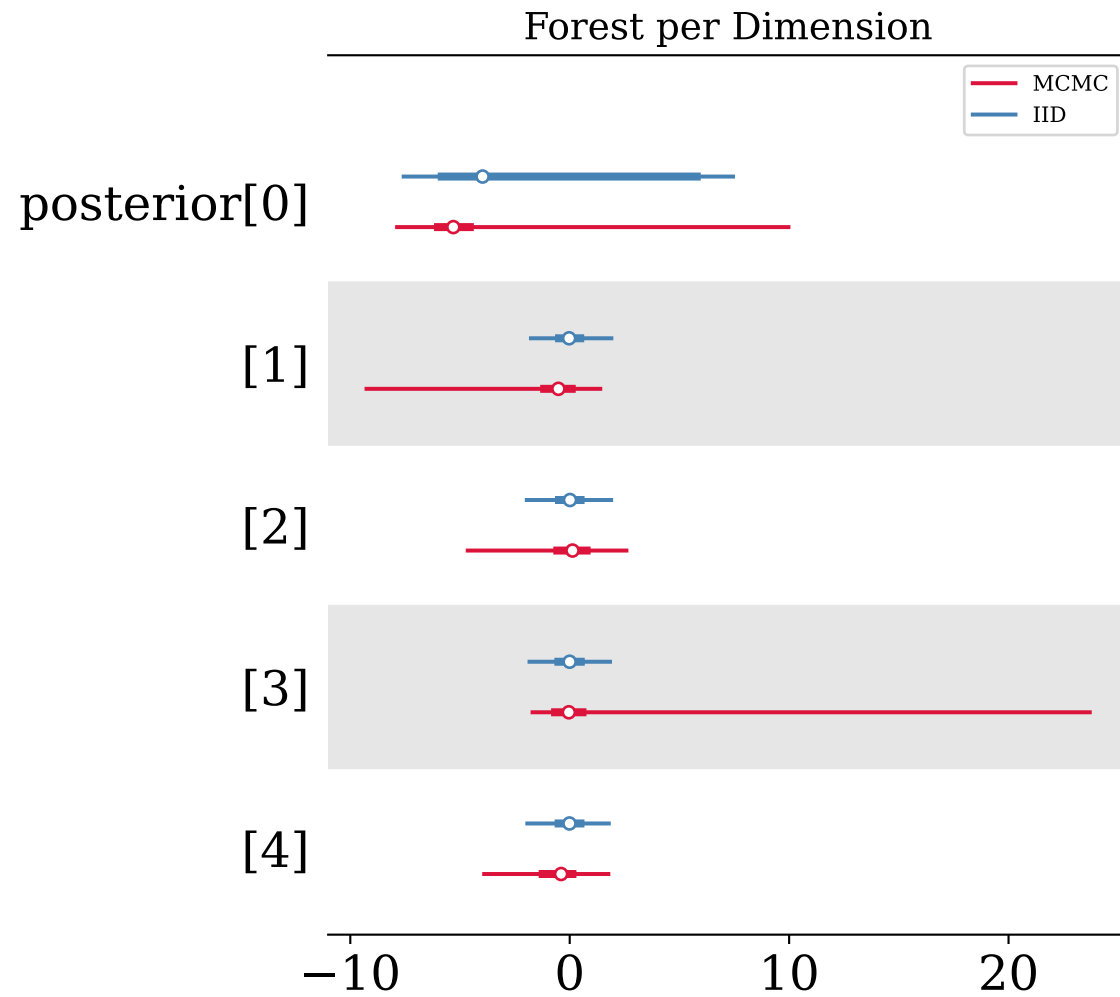 Forest per Dimension
MCMC
IID
posterior[0]
[1]
[2]
[3]
[4]
−10 0 10 20